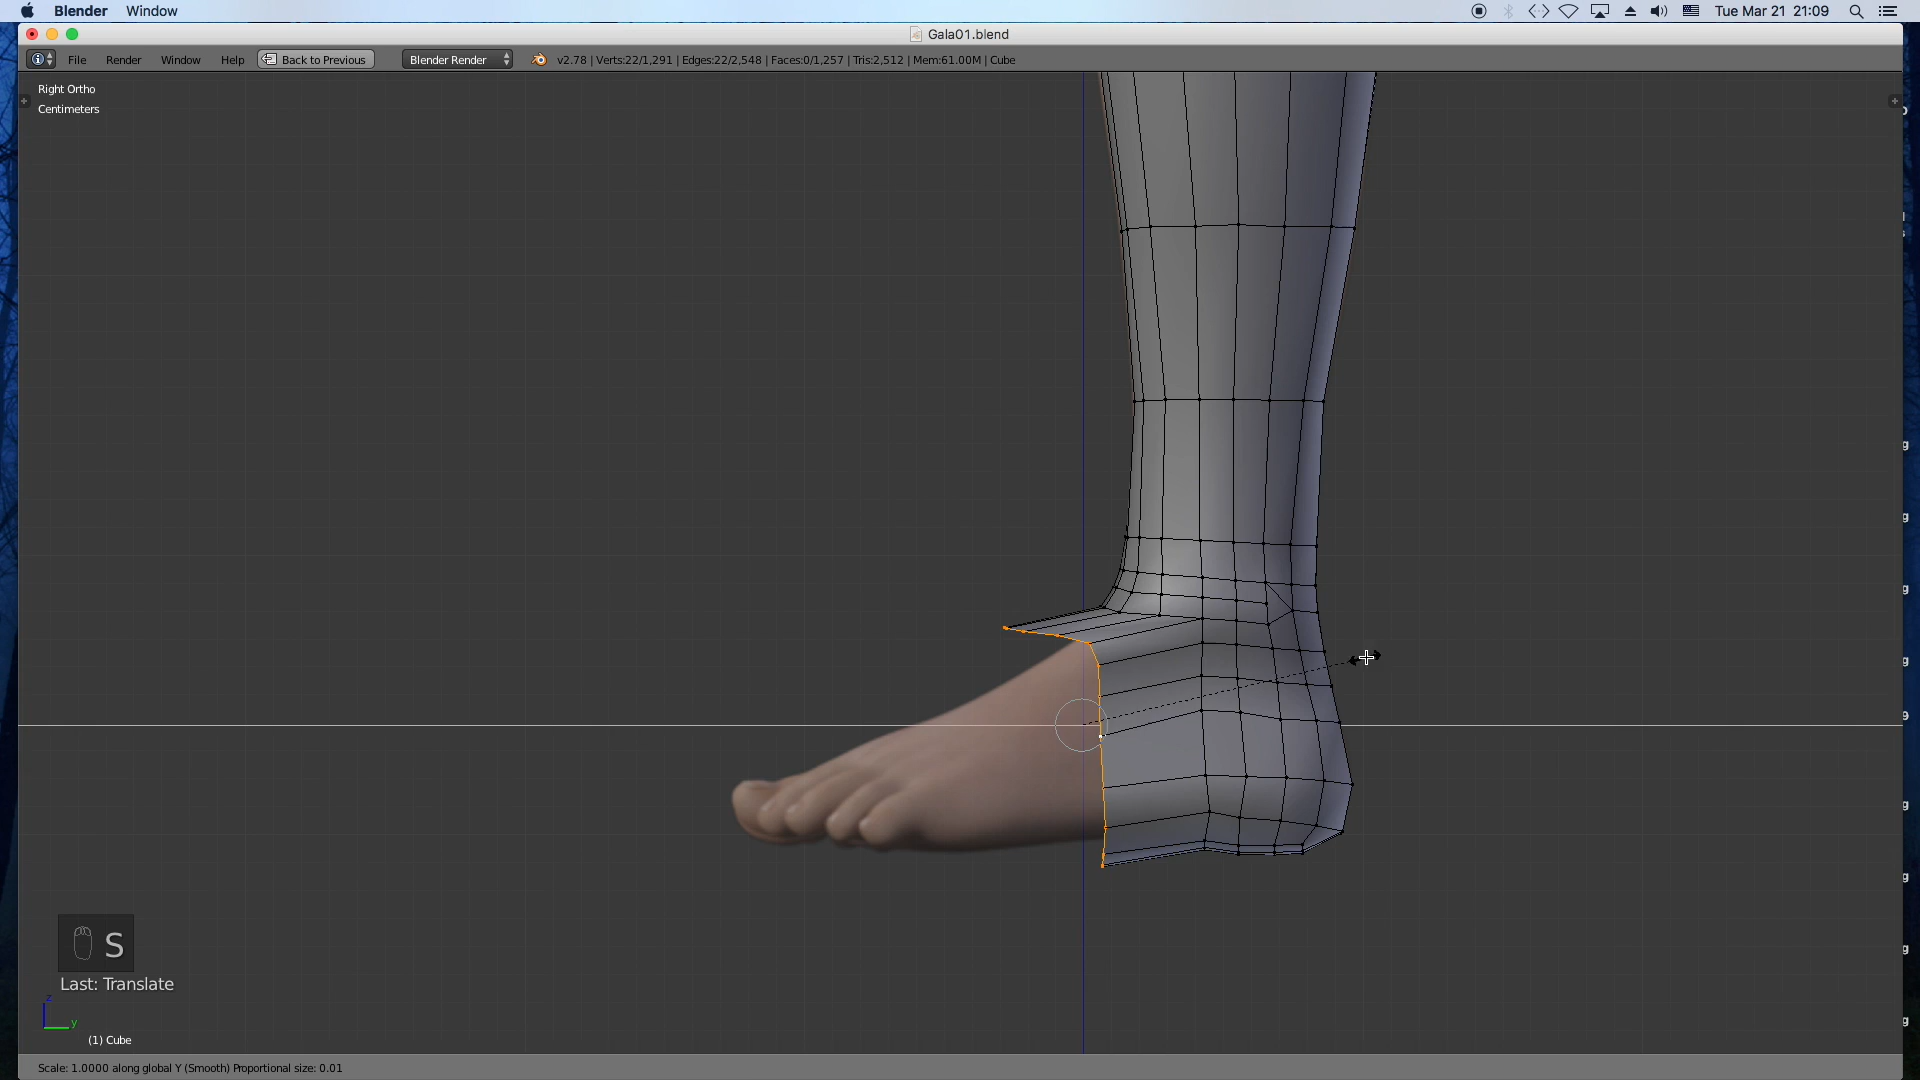 Blender Window Tue Mar 21 21:09
Gala01.blend
File Render Window Help Back to Previous Blender Render v2.78 | Verts:22/1,291 | Edges:22/2,548 | Faces:0/1,257 | Tris:2,512 | Mem:61.00M | Cube
Right Ortho
Centimeters
S
Last: Translate
z
y
(1) Cube
Scale: 1.0000 along global Y (Smooth) Proportional size: 0.01